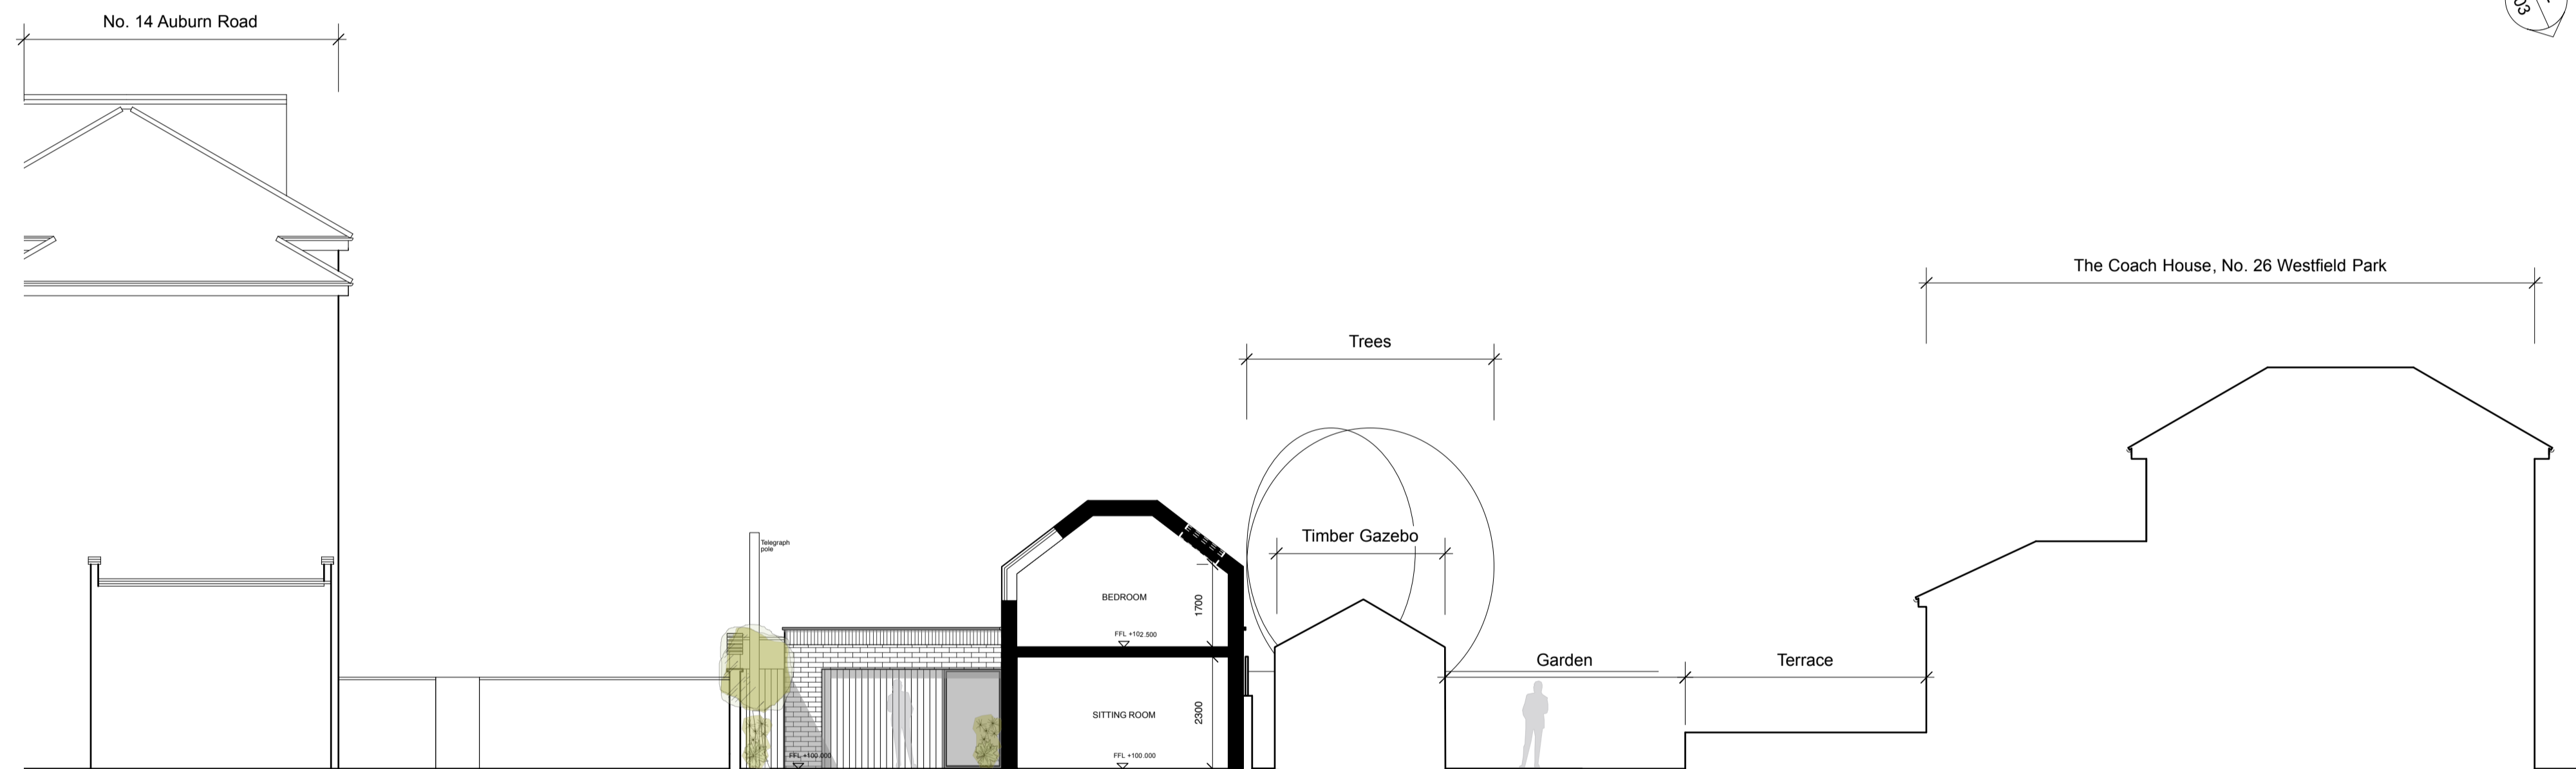 No. 14 Auburn Road
03
The Coach House, No. 26 Westfield Park
Trees
Timber Gazebo
Telegraph
pole
BEDROOM
1700
FFL +102.500
Garden
Terrace
SITTING ROOM
2300
FFL +100.000
FFL +100.000